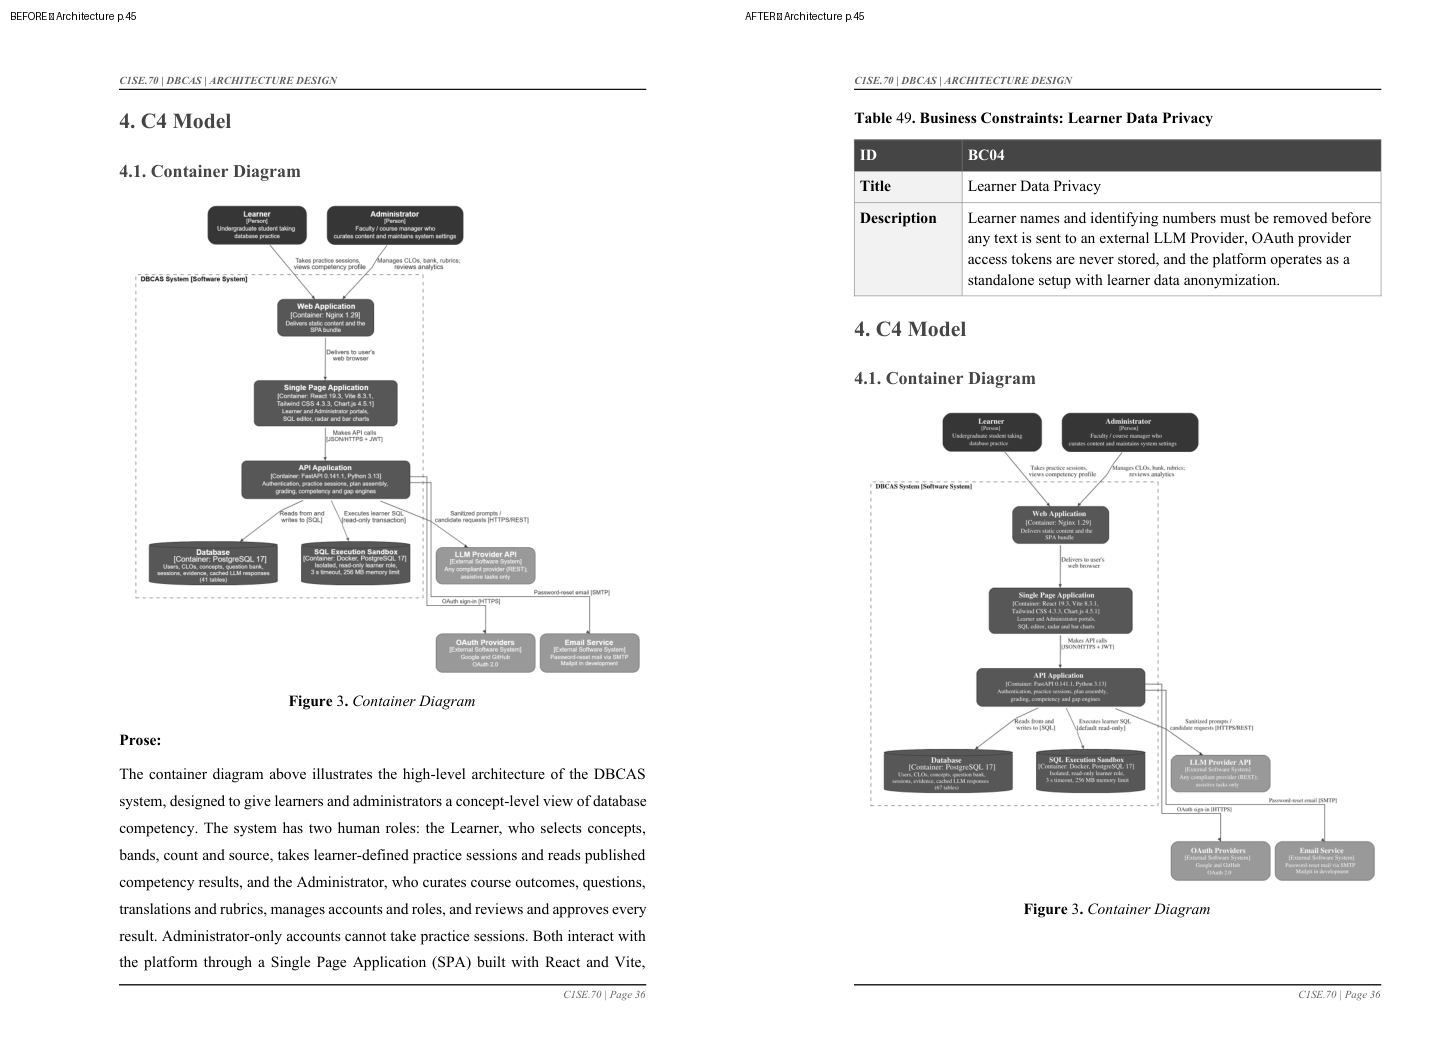 BEFORE Architecture p.45
C1SE.70 | DBCAS | ARCHITECTURE DESIGN
4. C4 Model
4.1. Container Diagram
Learner
[Person]
Undergraduate student taking
database practice
Administrator
[Person]
Faculty / course manager who
curates content and maintains system settings
Takes practice sessions,
views competency profile
Manages CLOs, bank, rubrics;
reviews analytics
DBCAS System [Software System]
Web Application
[Container: Nginx 1.29]
Delivers static content and the
SPA bundle
Delivers to user's
web browser
Single Page Application
[Container: React 19.3, Vite 8.3.1,
Tailwind CSS 4.3.3, Chart.js 4.5.1]
Learner and Administrator portals,
SQL editor, radar and bar charts
Makes API calls
[JSON/HTTPS + JWT]
API Application
[Container: FastAPI 0.141.1, Python 3.13]
Authentication, practice sessions, plan assembly,
grading, competency and gap engines
Reads from and
writes to [SQL]
Executes learner SQL
[read-only transaction]
Sanitized prompts /
candidate requests [HTTPS/REST]
Database
[Container: PostgreSQL 17]
Users, CLOs, concepts, question bank,
sessions, evidence, cached LLM responses
(41 tables)
SQL Execution Sandbox
[Container: Docker, PostgreSQL 17]
Isolated, read-only learner role,
3 s timeout, 256 MB memory limit
LLM Provider API
[External Software System]
Any compliant provider (REST);
assistive tasks only
Password-reset email [SMTP]
OAuth sign-in [HTTPS]
OAuth Providers
[External Software System]
Google and GitHub
OAuth 2.0
Email Service
[External Software System]
Password-reset mail via SMTP
Mailpit in development
Figure 3. Container Diagram
Prose:
The container diagram above illustrates the high-level architecture of the DBCAS
system, designed to give learners and administrators a concept-level view of database
competency. The system has two human roles: the Learner, who selects concepts,
bands, count and source, takes learner-defined practice sessions and reads published
competency results, and the Administrator, who curates course outcomes, questions,
translations and rubrics, manages accounts and roles, and reviews and approves every
result. Administrator-only accounts cannot take practice sessions. Both interact with
the platform through a Single Page Application (SPA) built with React and Vite,
C1SE.70 | Page 36
AFTER Architecture p.45
C1SE.70 | DBCAS | ARCHITECTURE DESIGN
Table 49. Business Constraints: Learner Data Privacy
ID BC04
Title Learner Data Privacy
Description Learner names and identifying numbers must be removed before
any text is sent to an external LLM Provider, OAuth provider
access tokens are never stored, and the platform operates as a
standalone setup with learner data anonymization.
4. C4 Model
4.1. Container Diagram
Learner
[Person]
Undergraduate student taking
database practice
Administrator
[Person]
Faculty / course manager who
curates content and maintains system settings
Takes practice sessions,
views competency profile
Manages CLOs, bank, rubrics;
reviews analytics
DBCAS System [Software System]
Web Application
[Container: Nginx 1.29]
Delivers static content and the
SPA bundle
Delivers to user's
web browser
Single Page Application
[Container: React 19.3, Vite 8.3.1,
Tailwind CSS 4.3.3, Chart.js 4.5.1]
Learner and Administrator portals,
SQL editor, radar and bar charts
Makes API calls
[JSON/HTTPS + JWT]
API Application
[Container: FastAPI 0.141.1, Python 3.13]
Authentication, practice sessions, plan assembly,
grading, competency and gap engines
Reads from and
writes to [SQL]
Executes learner SQL
[default read-only]
Sanitized prompts /
candidate requests [HTTPS/REST]
Database
[Container: PostgreSQL 17]
Users, CLOs, concepts, question bank,
sessions, evidence, cached LLM responses
(67 tables)
SQL Execution Sandbox
[Container: Docker, PostgreSQL 17]
Isolated, read-only learner role,
3 s timeout, 256 MB memory limit
LLM Provider API
[External Software System]
Any compliant provider (REST);
assistive tasks only
Password-reset email [SMTP]
OAuth sign-in [HTTPS]
OAuth Providers
[External Software System]
Google and GitHub
OAuth 2.0
Email Service
[External Software System]
Password-reset mail via SMTP
Mailpit in development
Figure 3. Container Diagram
C1SE.70 | Page 36